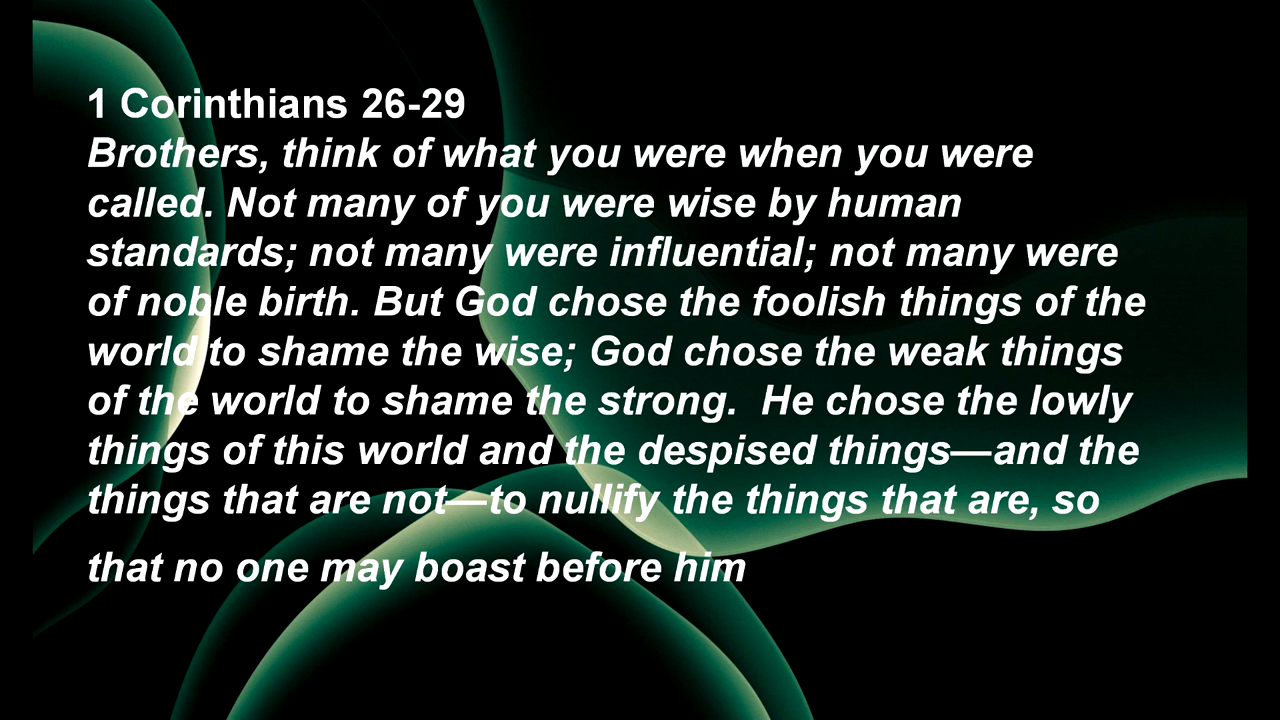 1 Corinthians 26-29
Brothers, think of what you were when you were
called. Not many of you were wise by human
standards; not many were influential; not many were
of noble birth. But God chose the foolish things of the
world to shame the wise; God chose the weak things
of the world to shame the strong.  He chose the lowly
things of this world and the despised things—and the
things that are not—to nullify the things that are, so
that no one may boast before him